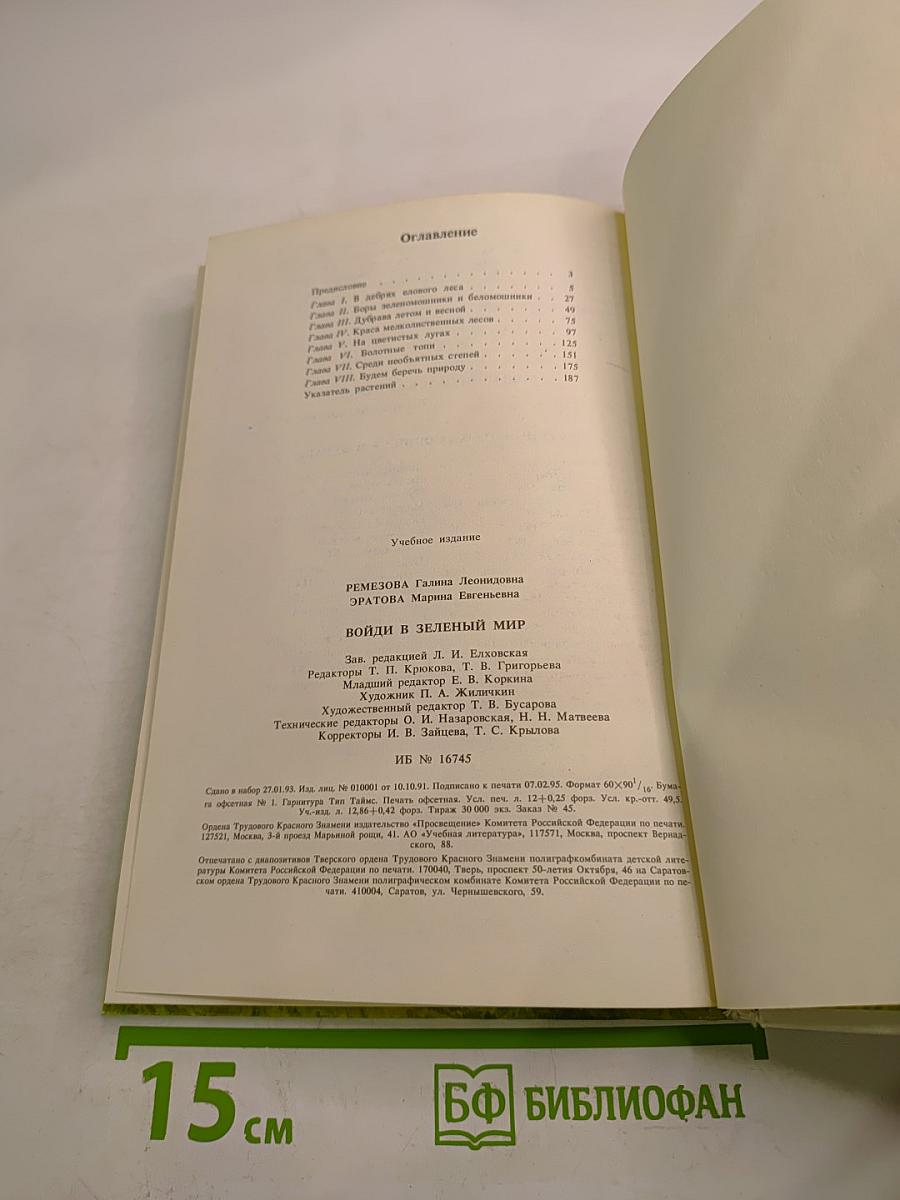 Оглавление
Предисловие . . . . . . . . . . . . . 3
Глава I. В дебрях елового леса . . . . . . . 5
Глава II. Боры зеленомошники и беломошники . . 27
Глава III. Дубрава летом и весной . . . . . . . 49
Глава IV. Краса мелколиственных лесов . . . . . 75
Глава V. На цветистых лугах . . . . . . . . 97
Глава VI. Болотные топи . . . . . . . . . 125
Глава VII. Среди необъятных степей . . . . . . 151
Глава VIII. Будем беречь природу . . . . . . . 175
Указатель растений . . . . . . . . . . . . 187
Учебное издание
РЕМЕЗОВА Галина Леонидовна
ЭРАТОВА Марина Евгеньевна
ВОЙДИ В ЗЕЛЕНЫЙ МИР
Зав. редакцией Л. И. Елховская
Редакторы Т. П. Крюкова, Т. В. Григорьева
Младший редактор Е. В. Коркина
Художник П. А. Жиличкин
Художественный редактор Т. В. Бусарова
Технические редакторы О. И. Назаровская, Н. Н. Матвеева
Корректоры И. В. Зайцева, Т. С. Крылова
ИБ № 16745
Сдано в набор 27.01.93. Изд. лиц. № 010001 от 10.10.91. Подписано к печати 07.02.95. Формат 60×90¹/₁₆. Бума-
га офсетная № 1. Гарнитура Тип Таймс. Печать офсетная. Усл. печ. л. 12+0,25 форз. Усл. кр.-отт. 49,5.
Уч.-изд. л. 12,86+0,42 форз. Тираж 30 000 экз. Заказ № 45.
Ордена Трудового Красного Знамени издательство «Просвещение» Комитета Российской Федерации по печати.
127521, Москва, 3-й проезд Марьиной рощи, 41. АО «Учебная литература», 117571, Москва, проспект Вернад-
ского, 88.
Отпечатано с диапозитивов Тверского ордена Трудового Красного Знамени полиграфкомбината детской лите-
ратуры Комитета Российской Федерации по печати. 170040, Тверь, проспект 50-летия Октября, 46 на Саратов-
ском ордена Трудового Красного Знамени полиграфическом комбинате Комитета Российской Федерации по пе-
чати. 410004, Саратов, ул. Чернышевского, 59.
15 см
БФ БИБЛИОФАН